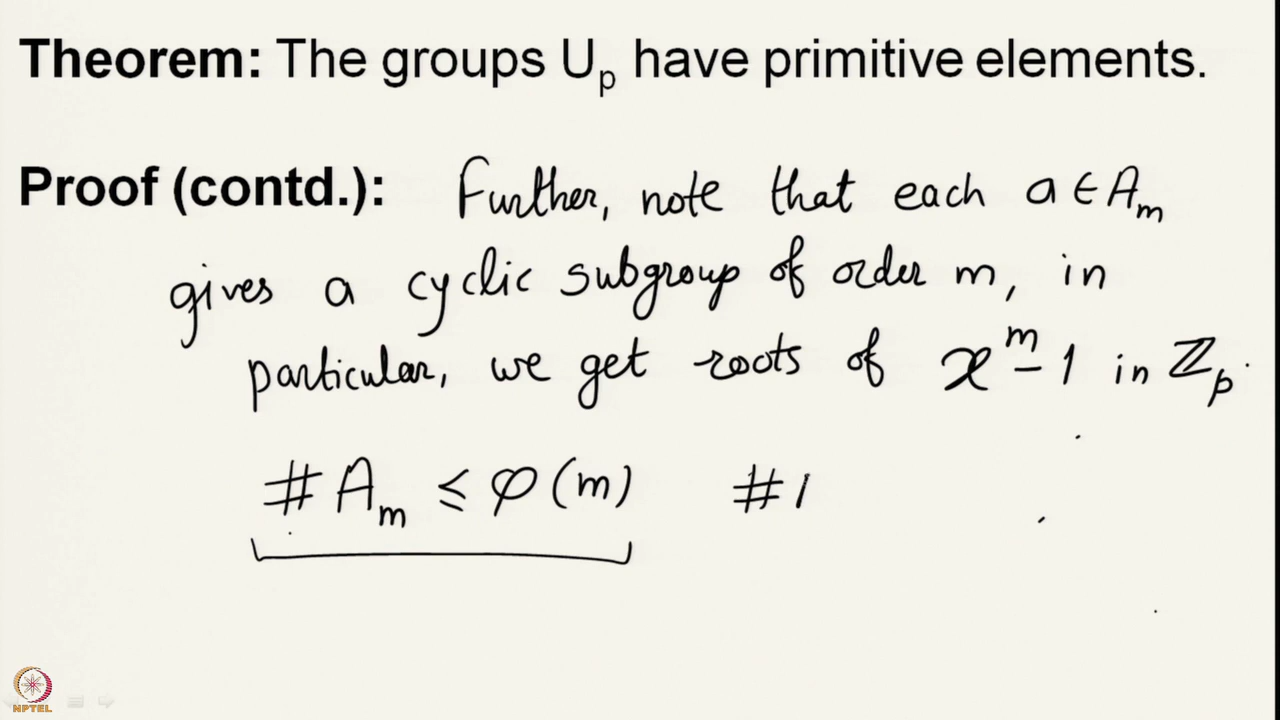 Theorem: The groups Uₚ have primitive elements.
Proof (contd.): Further, note that each a ∈ Aₘ
gives a cyclic subgroup of order m, in
particular, we get roots of xᵐ - 1 in ℤₚ.
# Aₘ ≤ φ(m) # /
NPTEL